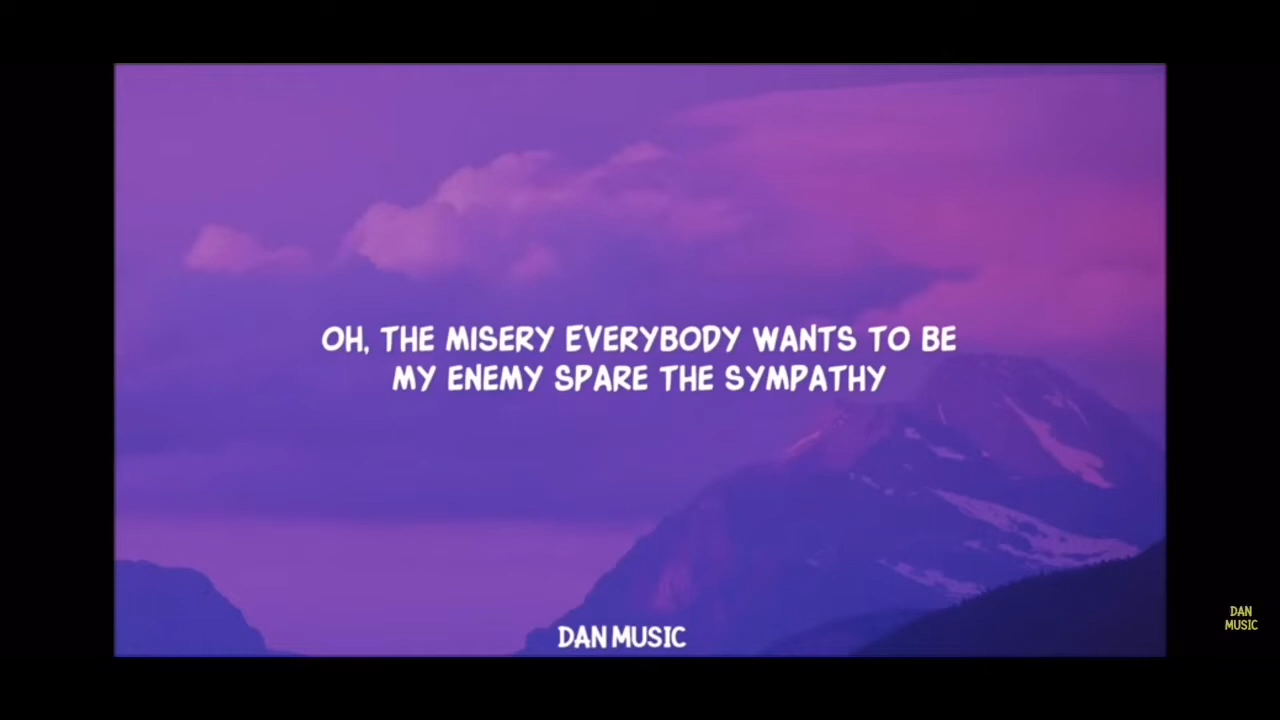 OH, THE MISERY EVERYBODY WANTS TO BE
MY ENEMY SPARE THE SYMPATHY
DAN MUSIC
DAN
MUSIC